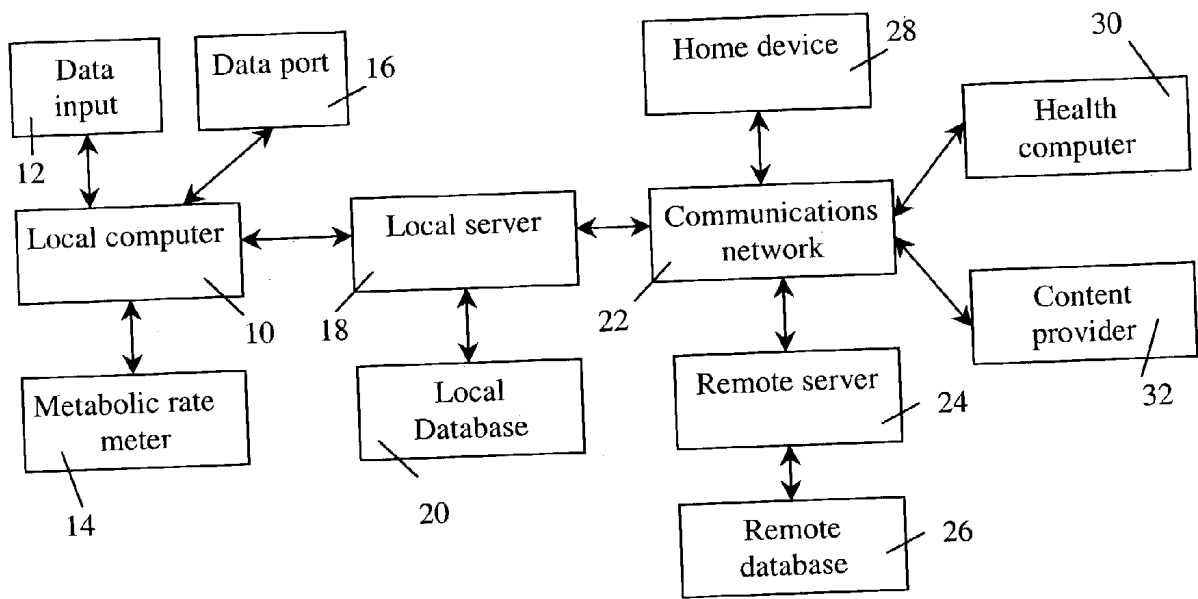 Data
input
12
Data port
16
Home device
28
30
Health
computer
Local computer
10
Local server
18
Communications
network
22
Content
provider
32
Metabolic rate
meter
14
Local
Database
20
Remote server
24
Remote
database
26